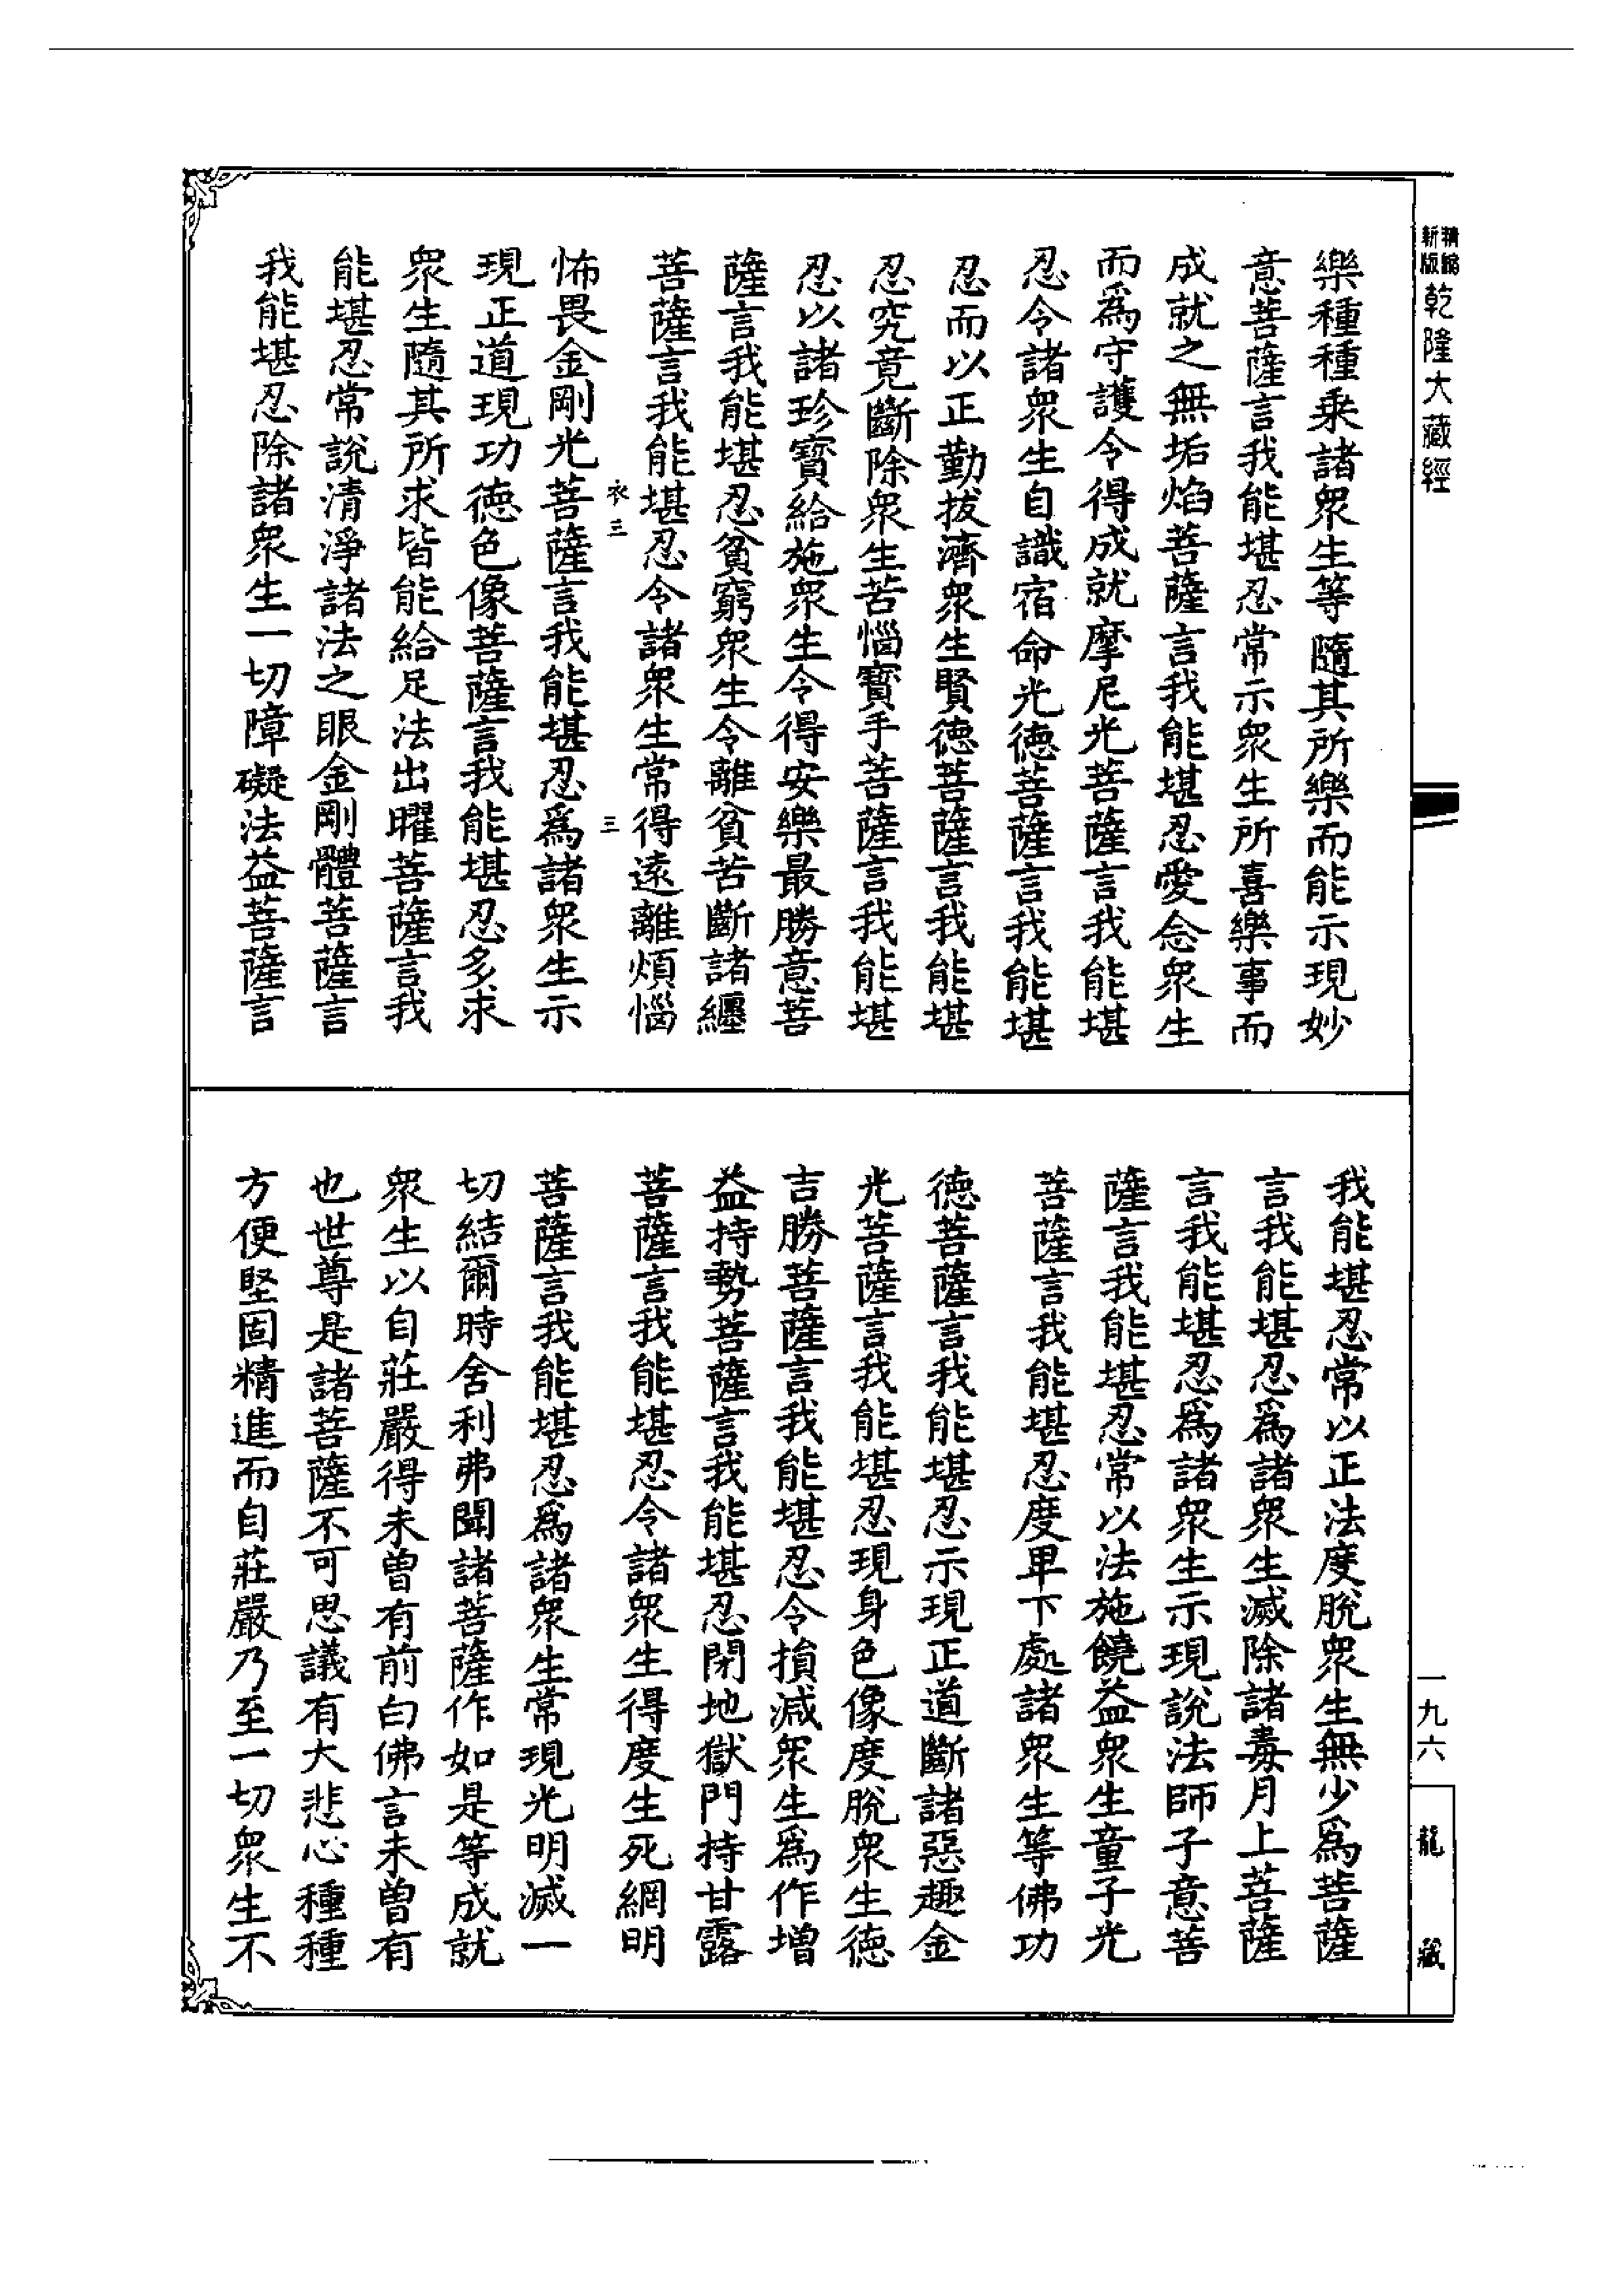 新版 精縮 乾隆大藏經
樂種種乘諸眾生等隨其所樂而能示現妙
意菩薩言我能堪忍常示眾生所喜樂事而
成就之無垢焰菩薩言我能堪忍愛念眾生
而爲守護令得成就摩尼光菩薩言我能堪
忍令諸眾生自識宿命光德菩薩言我能堪
忍而以正勤拔濟眾生賢德菩薩言我能堪
忍究竟斷除眾生苦惱寶手菩薩言我能堪
忍以諸珍寶給施眾生令得安樂最勝意菩
薩言我能堪忍貧窮眾生令離貧苦斷諸纏
菩薩言我能堪忍令諸眾生常得遠離煩惱
衣三 三
怖畏金剛光菩薩言我能堪忍爲諸眾生示
現正道現功德色像菩薩言我能堪忍多求
眾生隨其所求皆能給足法出曜菩薩言我
能堪忍常說清淨諸法之眼金剛體菩薩言
我能堪忍除諸眾生一切障礙法益菩薩言
我能堪忍常以正法度脫眾生無少爲菩薩
言我能堪忍爲諸眾生滅除諸毒月上菩薩
言我能堪忍爲諸眾生示現說法師子意菩
薩言我能堪忍常以法施饒益眾生童子光
菩薩言我能堪忍度卑下處諸眾生等佛功
德菩薩言我能堪忍示現正道斷諸惡趣金
光菩薩言我能堪忍現身色像度脫眾生德
吉勝菩薩言我能堪忍令損減眾生爲作增
益持勢菩薩言我能堪忍閉地獄門持甘露
菩薩言我能堪忍令諸眾生得度生死網明
菩薩言我能堪忍爲諸眾生常現光明滅一
切結爾時舍利弗聞諸菩薩作如是等成就
眾生以自莊嚴得未曾有前白佛言未曾有
也世尊是諸菩薩不可思議有大悲心種種
方便堅固精進而自莊嚴乃至一切眾生不
一九六
龍藏